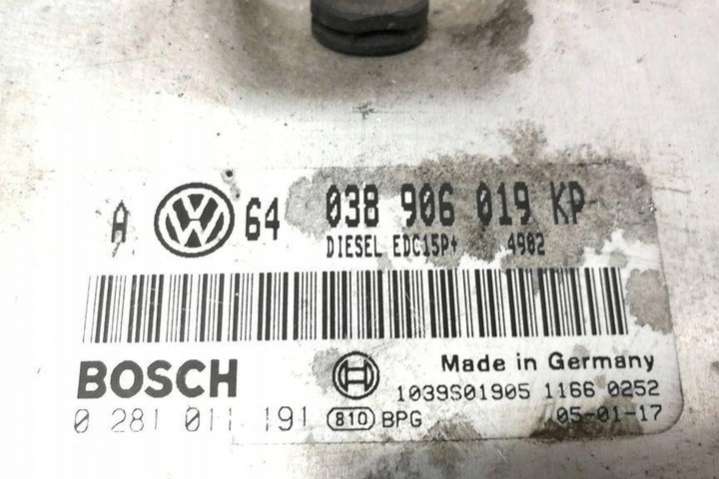 A VW 64 038 906 019 KP
DIESEL EDC15P+ 4902
BOSCH Made in Germany
1039S01905 1166 0252
0 281 011 191 810 BPG 05-01-17